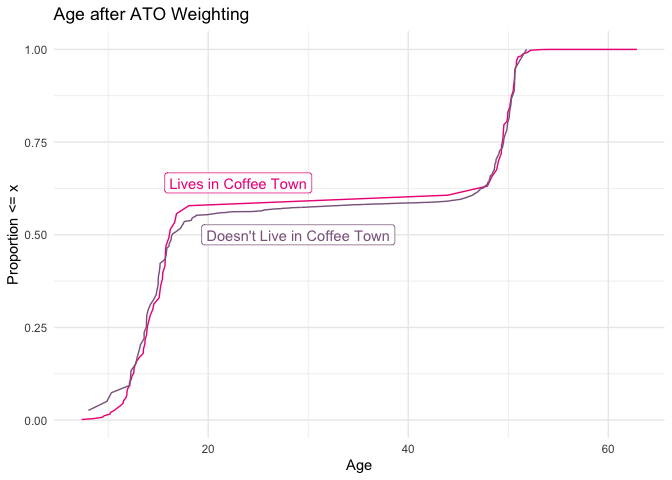 Age after ATO Weighting
1.00
0.75
Lives in Coffee Town
Proportion <= x
0.50
Doesn't Live in Coffee Town
0.25
0.00
20
40
60
Age